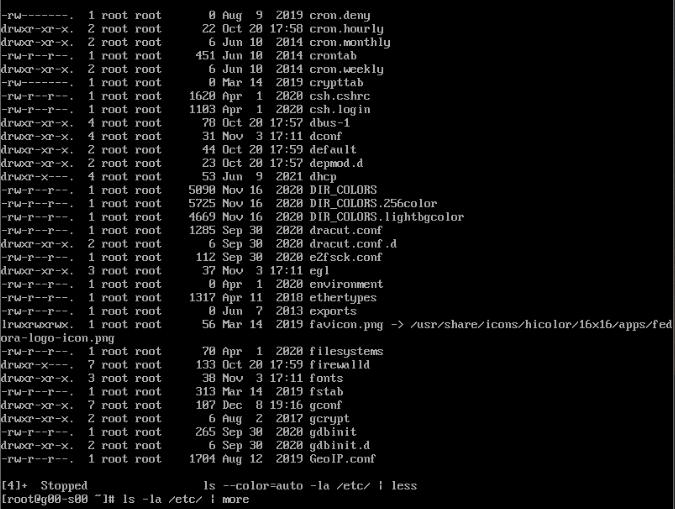 -rw-------.  1 root root      0 Aug  9  2019 cron.deny
drwxr-xr-x.  2 root root     22 Oct 20 17:58 cron.hourly
drwxr-xr-x.  2 root root      6 Jun 10  2014 cron.monthly
-rw-r--r--.  1 root root    451 Jun 10  2014 crontab
drwxr-xr-x.  2 root root      6 Jun 10  2014 cron.weekly
-rw-------.  1 root root      0 Mar 14  2019 crypttab
-rw-r--r--.  1 root root   1620 Apr  1  2020 csh.cshrc
-rw-r--r--.  1 root root   1103 Apr  1  2020 csh.login
drwxr-xr-x.  4 root root     78 Oct 20 17:57 dbus-1
drwxr-xr-x.  4 root root     31 Nov  3 17:11 dconf
drwxr-xr-x.  2 root root     44 Oct 20 17:59 default
drwxr-xr-x.  2 root root     23 Oct 20 17:57 depmod.d
drwxr-x---.  4 root root     53 Jun  9  2021 dhcp
-rw-r--r--.  1 root root   5090 Nov 16  2020 DIR_COLORS
-rw-r--r--.  1 root root   5725 Nov 16  2020 DIR_COLORS.256color
-rw-r--r--.  1 root root   4669 Nov 16  2020 DIR_COLORS.lightbgcolor
-rw-r--r--.  1 root root   1285 Sep 30  2020 dracut.conf
drwxr-xr-x.  2 root root      6 Sep 30  2020 dracut.conf.d
-rw-r--r--.  1 root root    112 Sep 30  2020 e2fsck.conf
drwxr-xr-x.  3 root root     37 Nov  3 17:11 egl
-rw-r--r--.  1 root root      0 Apr  1  2020 environment
-rw-r--r--.  1 root root   1317 Apr 11  2018 ethertypes
-rw-r--r--.  1 root root      0 Jun  7  2013 exports
lrwxrwxrwx.  1 root root     56 Mar 14  2019 favicon.png -> /usr/share/icons/hicolor/16x16/apps/fed
ora-logo-icon.png
-rw-r--r--.  1 root root     70 Apr  1  2020 filesystems
drwxr-x---.  7 root root    133 Oct 20 17:59 firewalld
drwxr-xr-x.  3 root root     38 Nov  3 17:11 fonts
-rw-r--r--.  1 root root    313 Mar 14  2019 fstab
drwxr-xr-x.  7 root root    107 Dec  8 19:16 gconf
drwxr-xr-x.  2 root root      6 Aug  2  2017 gcrypt
-rw-r--r--.  1 root root    265 Sep 30  2020 gdbinit
drwxr-xr-x.  2 root root      6 Sep 30  2020 gdbinit.d
-rw-r--r--.  1 root root   1704 Aug 12  2019 GeoIP.conf
[4]+  Stopped                 ls --color=auto -la /etc/ | less
[root@g00-s00 ~]# ls -la /etc/ | more